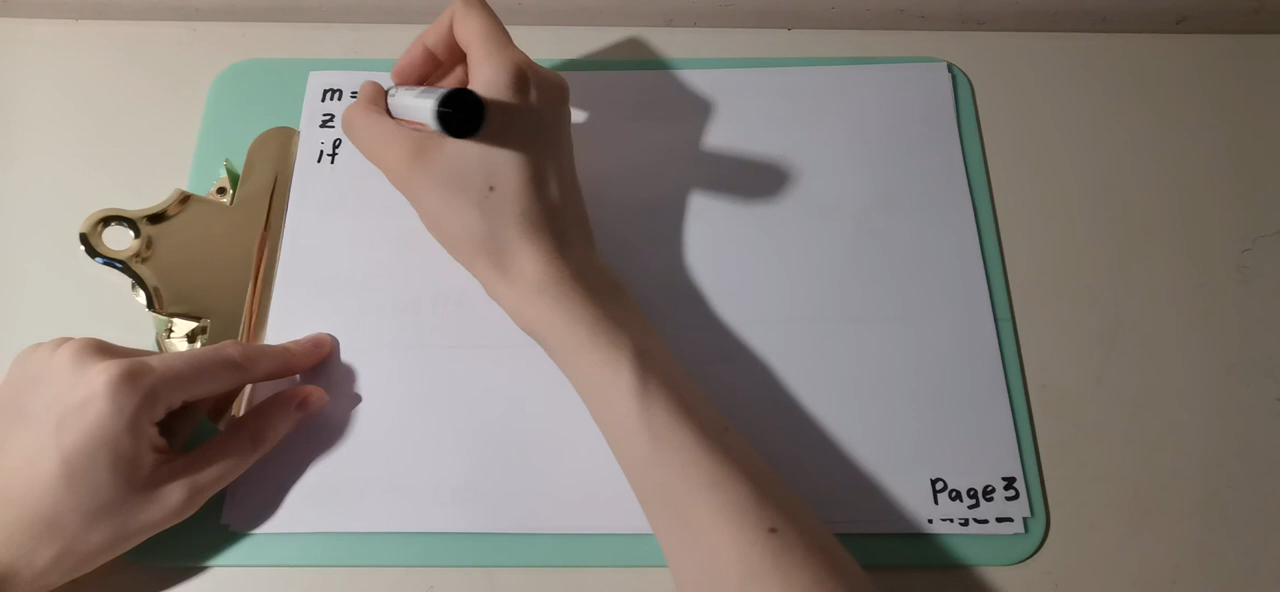 m =
z
if
Page 3